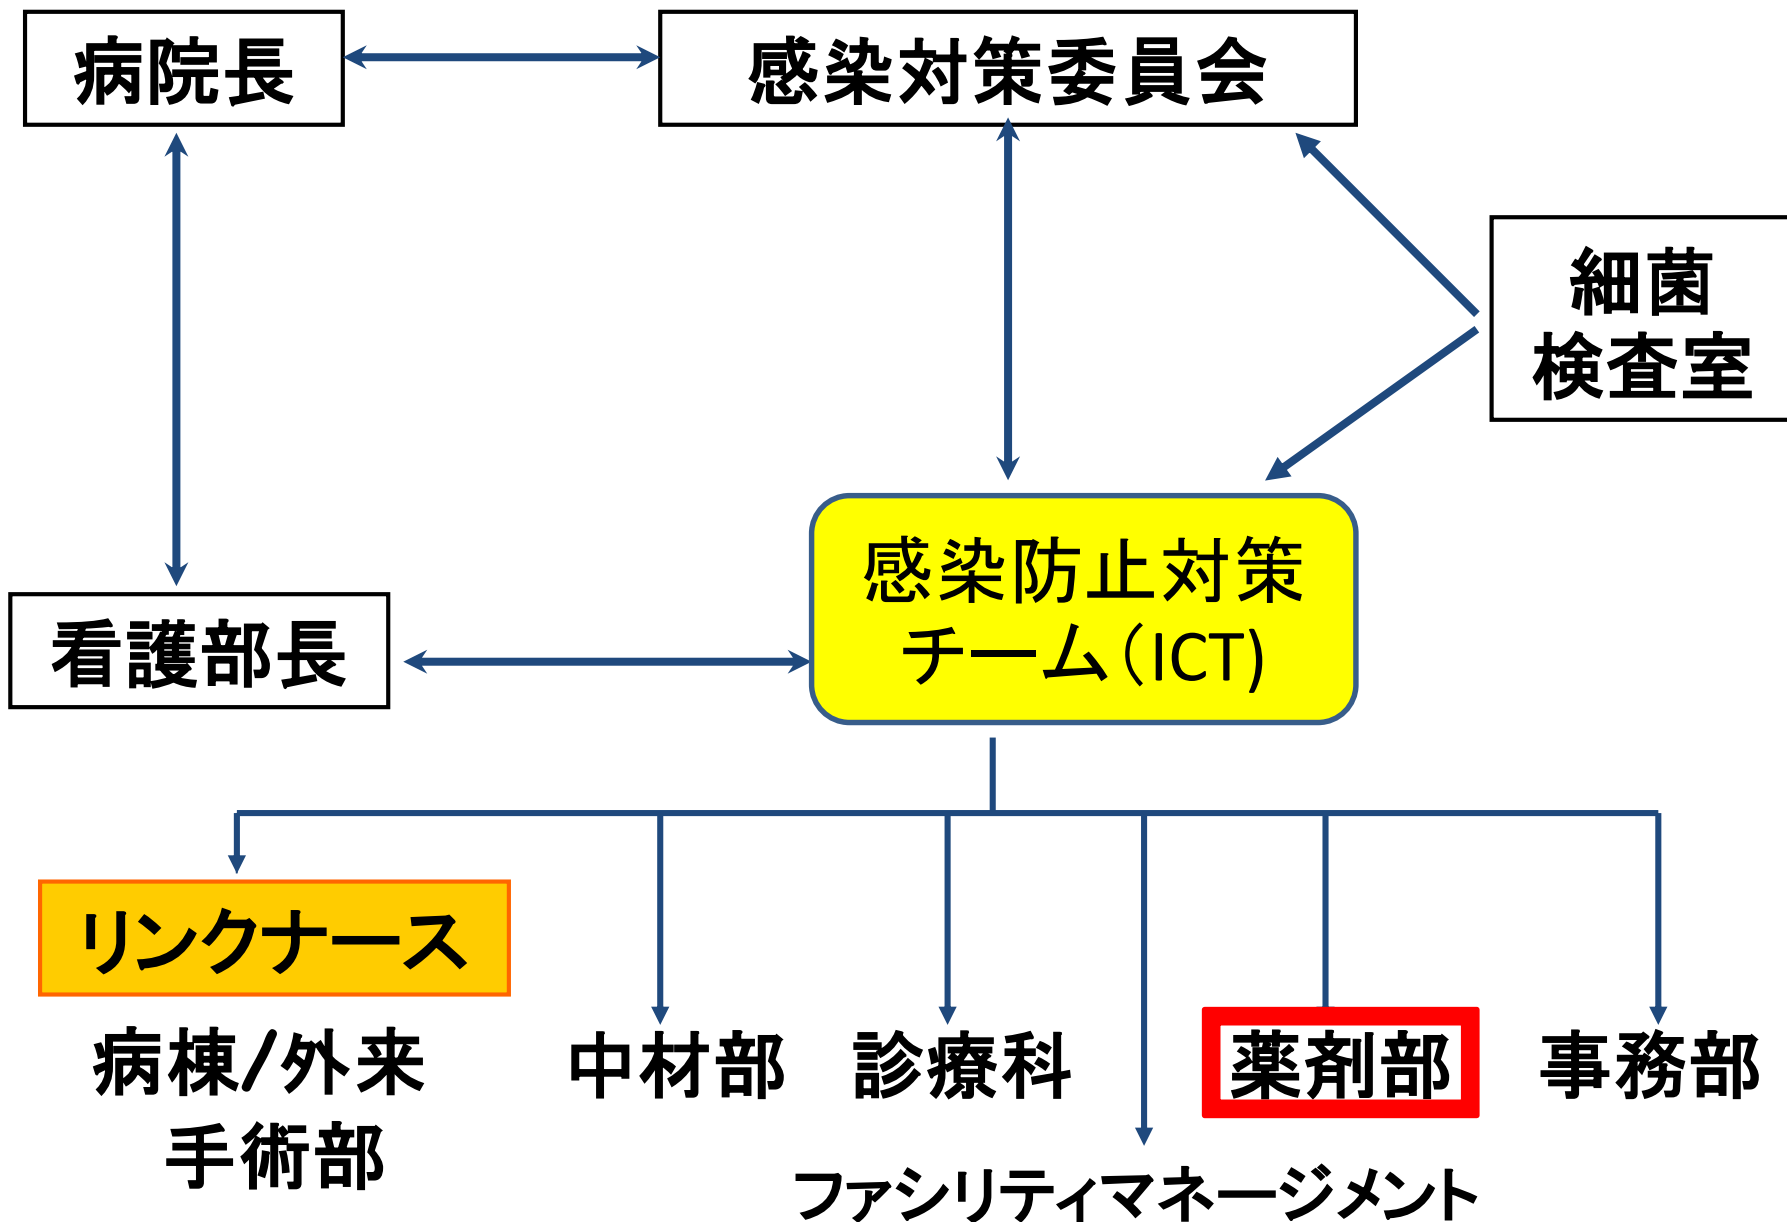 病院長
感染対策委員会
細菌
検査室
感染防止対策
チーム（ICT)
看護部長
リンクナース
病棟/外来
手術部
中材部
診療科
薬剤部
事務部
ファシリティマネージメント